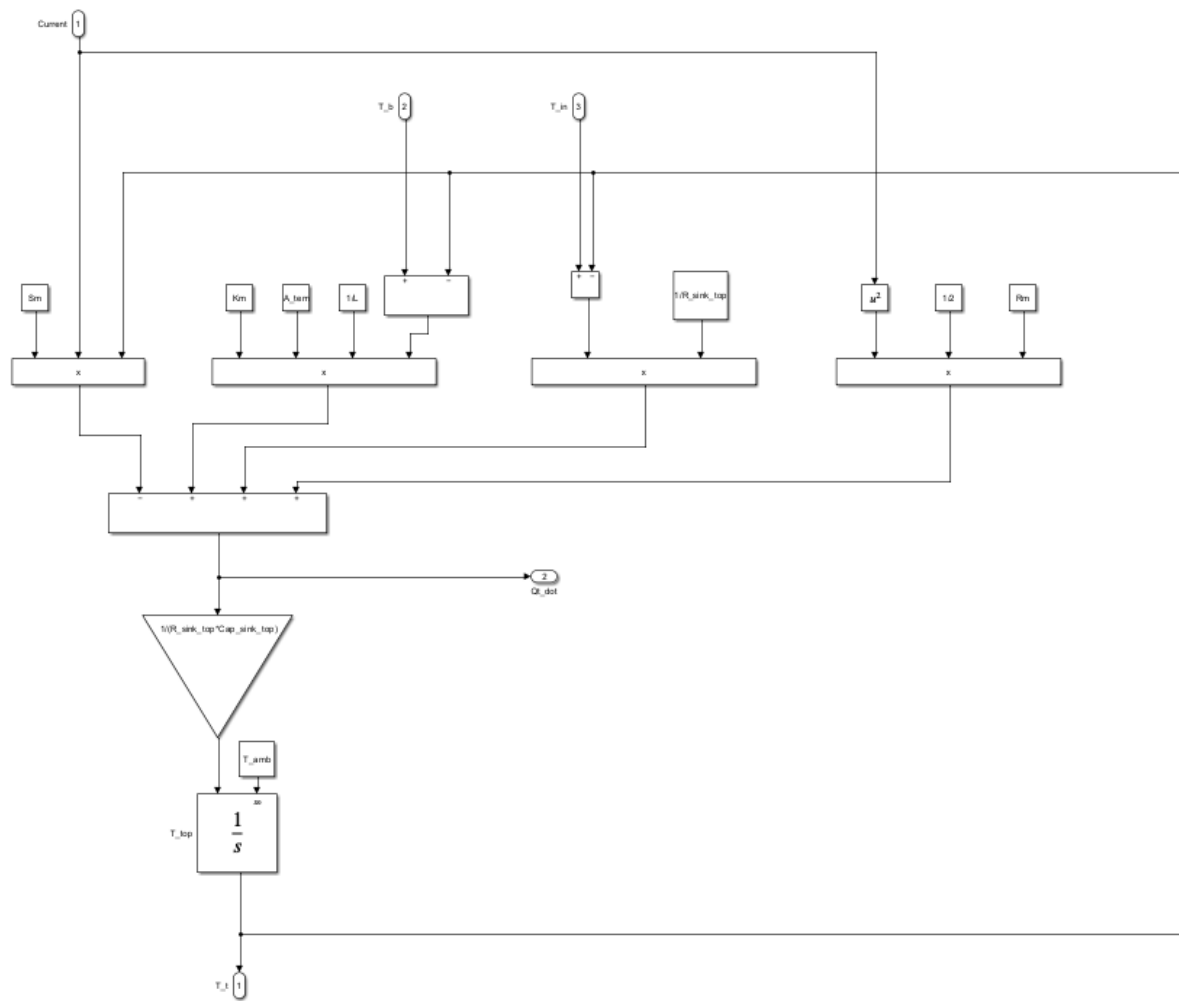 Current 1
T_b 2
T_in 3
+ −
+ −
Sm
Km
A_tem
1/L
1/R_sink_top
u²
1/2
Rm
x
x
x
x
− + + +
2
Qt_dot
1/(R_sink_top*Cap_sink_top)
T_amb
T_top
1
s
T_t 1